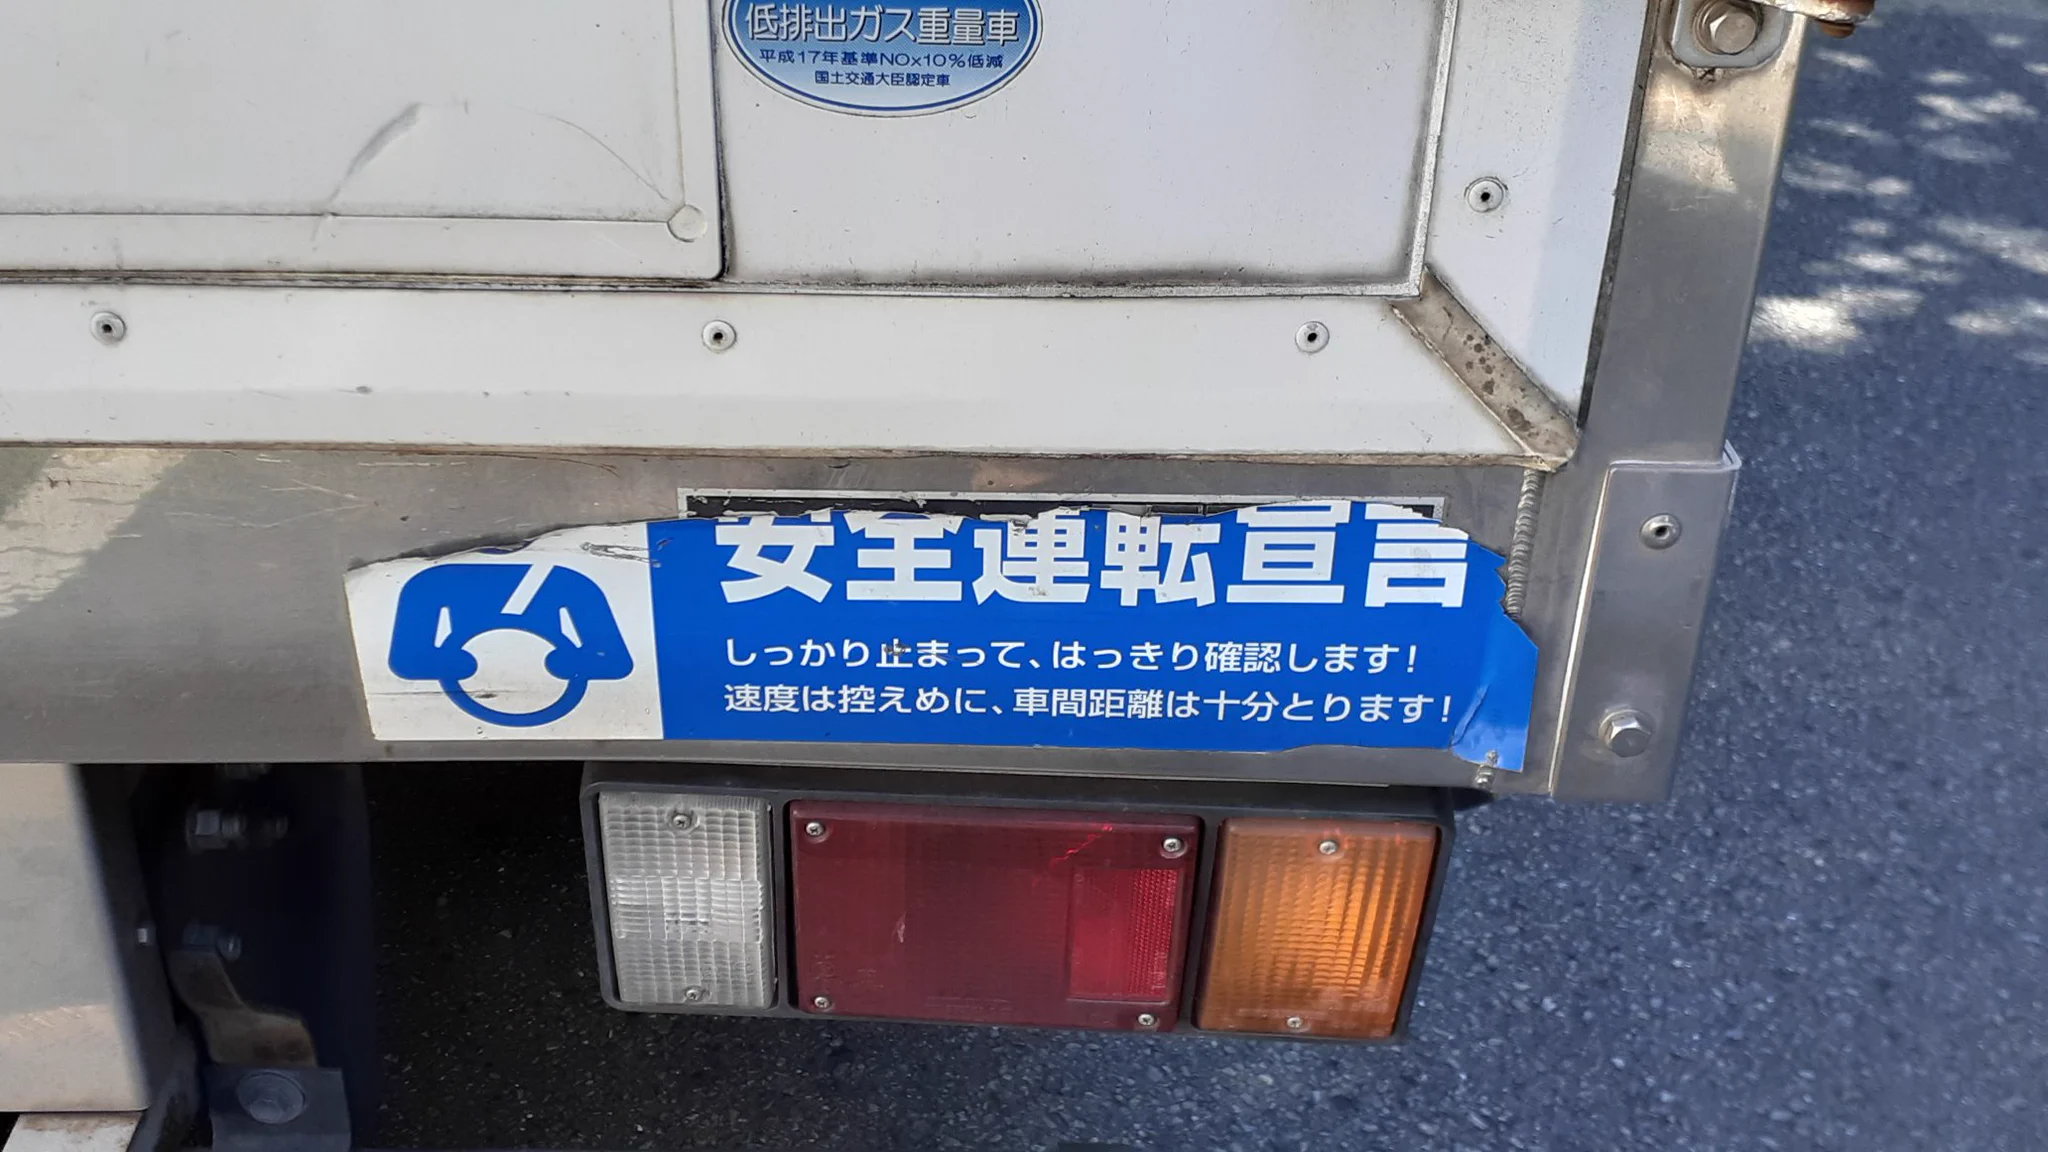 低排出ガス重量車
平成17年基準NOx10%低減
国土交通大臣認定車
安全運転宣言
しっかり止まって、はっきり確認します!
速度は控えめに、車間距離は十分とります!